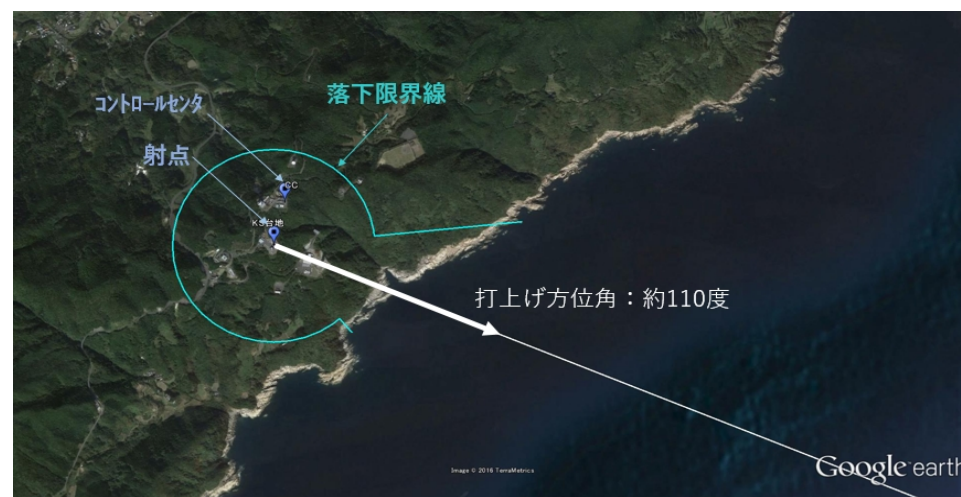 落下限界線
コントロールセンタ
射点
CC
KS台地
打上げ方位角：約110度
Image © 2016 TerraMetrics
Google earth